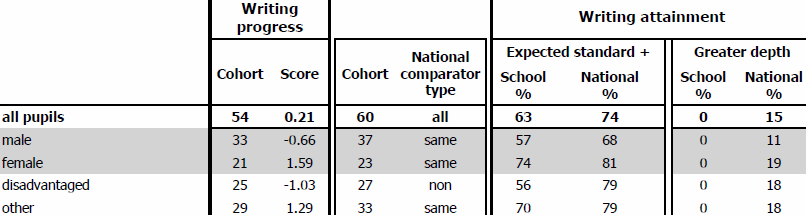 Writing progress Writing attainment
National comparator type Expected standard + Greater depth
Cohort Score Cohort School % National % School % National %
all pupils 54 0.21 60 all 63 74 0 15
male 33 -0.66 37 same 57 68 0 11
female 21 1.59 23 same 74 81 0 19
disadvantaged 25 -1.03 27 non 56 79 0 18
other 29 1.29 33 same 70 79 0 18